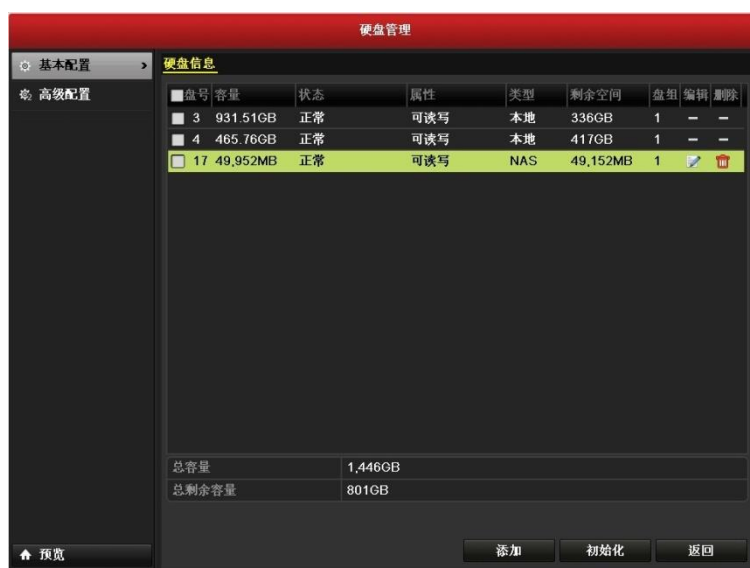 硬盘管理
基本配置 >
高级配置
硬盘信息
盘号 容量 状态 属性 类型 剩余空间 盘组 编辑 删除
3 931.51GB 正常 可读写 本地 336GB 1 – –
4 465.76GB 正常 可读写 本地 417GB 1 – –
17 49,952MB 正常 可读写 NAS 49,152MB 1
总容量 1,446GB
总剩余容量 801GB
预览 添加 初始化 返回